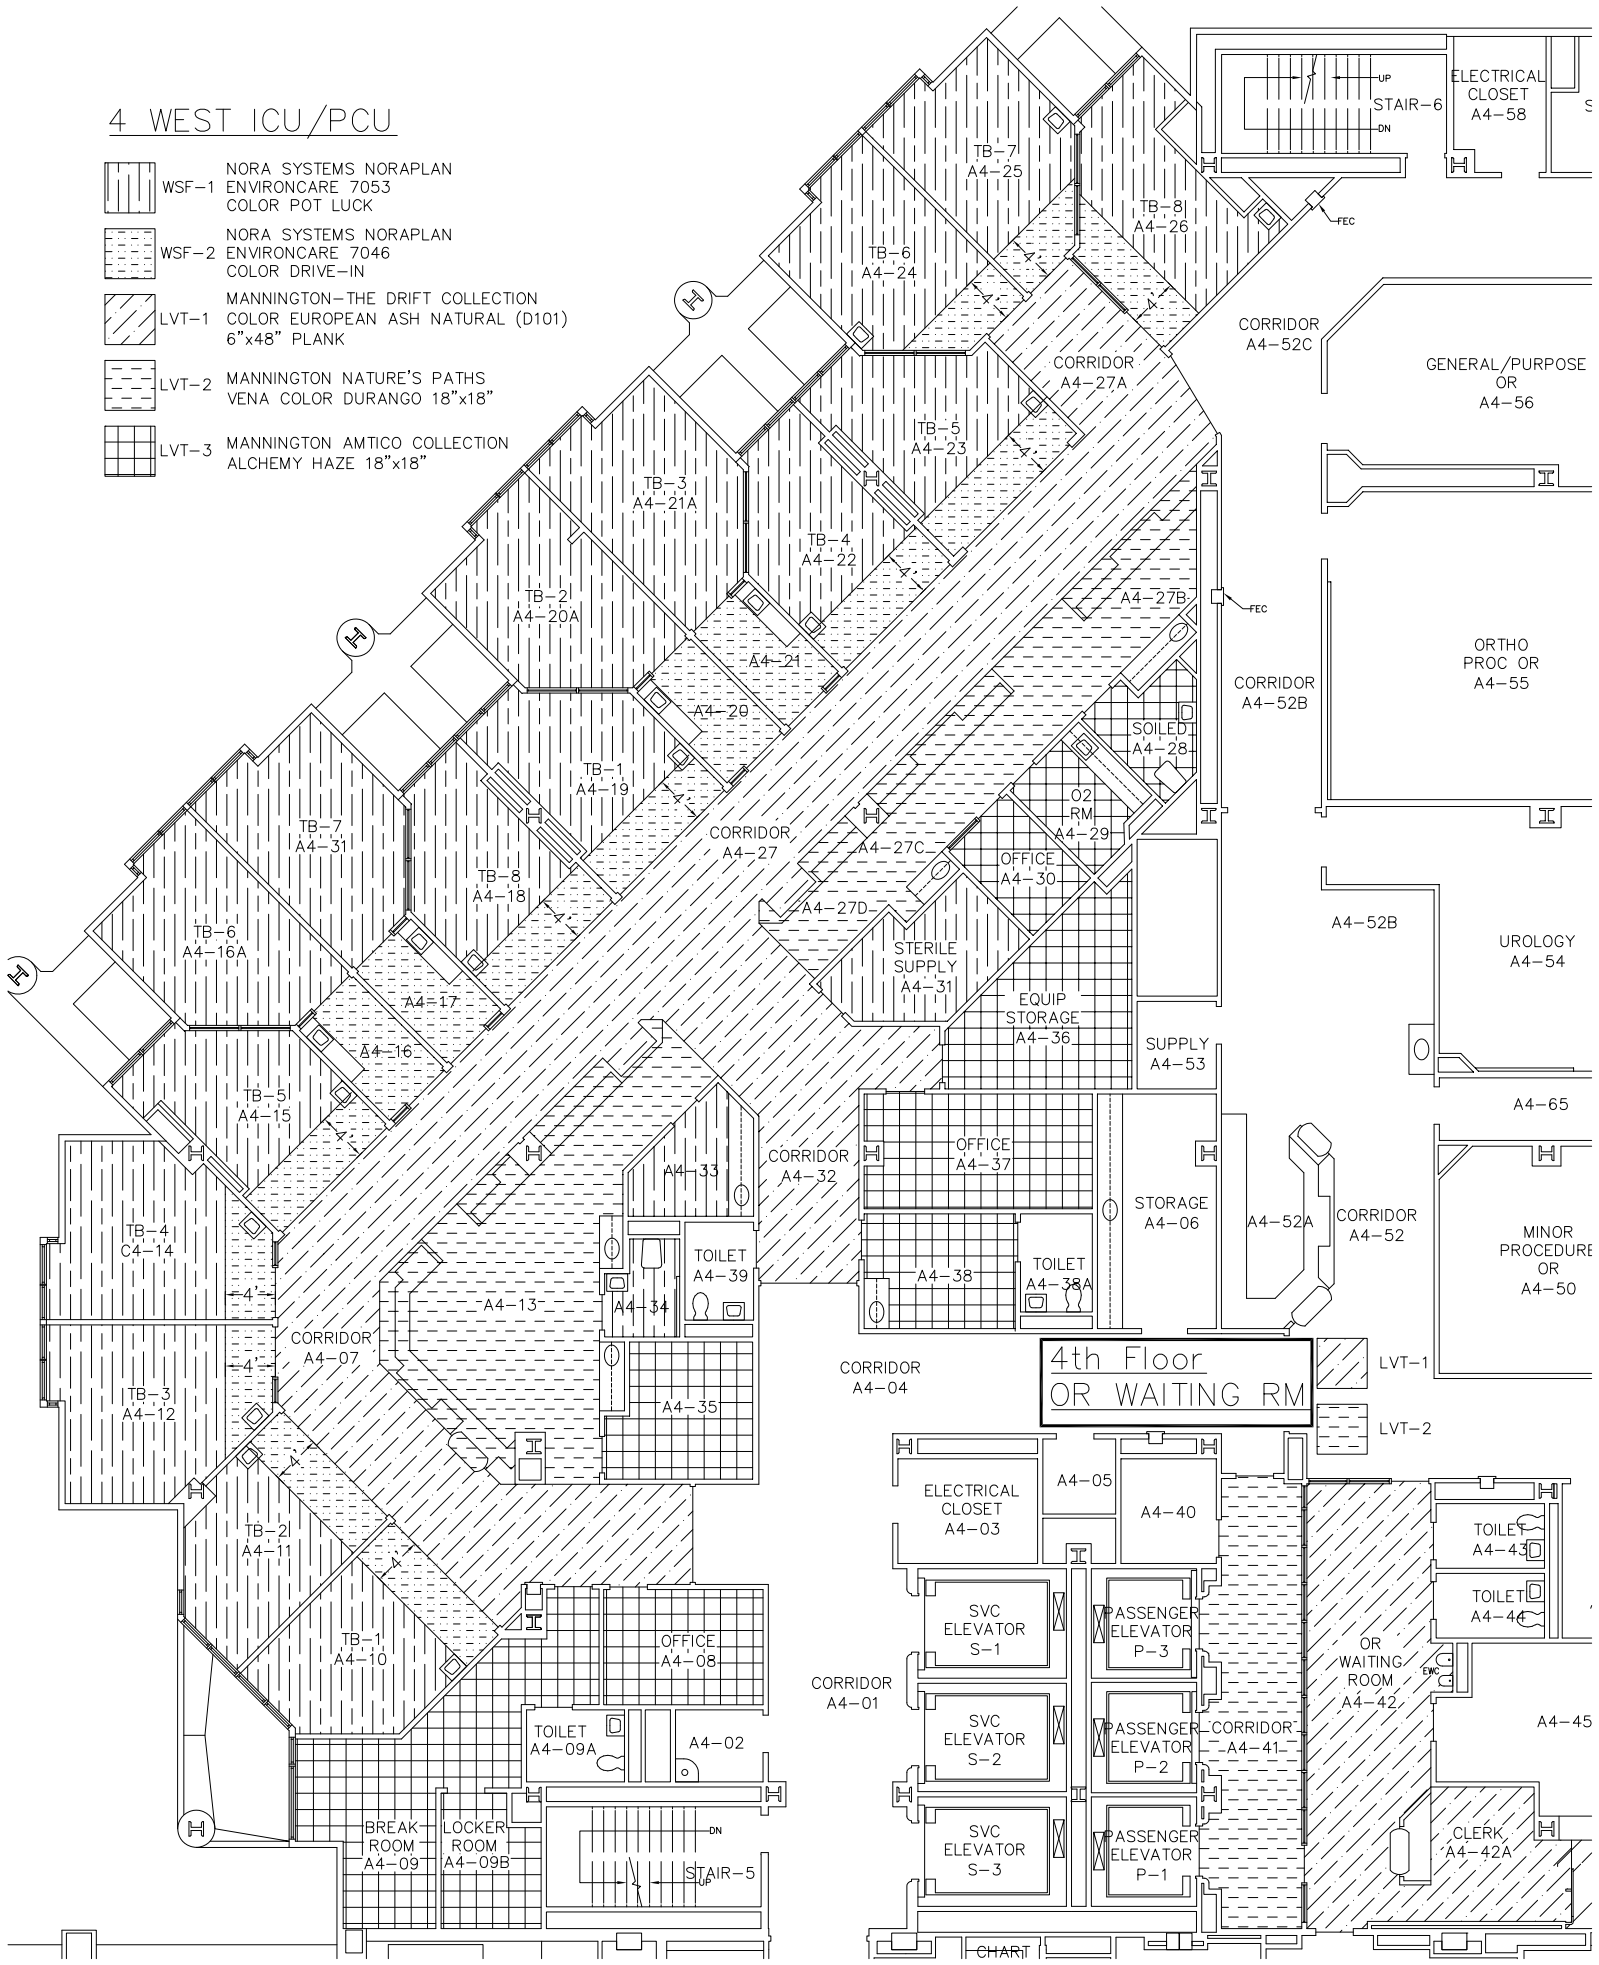 4 WEST ICU/PCU
WSF-1
NORA SYSTEMS NORAPLAN
ENVIRONCARE 7053
COLOR POT LUCK
WSF-2
NORA SYSTEMS NORAPLAN
ENVIRONCARE 7046
COLOR DRIVE-IN
LVT-1
MANNINGTON-THE DRIFT COLLECTION
COLOR EUROPEAN ASH NATURAL (D101)
6"x48" PLANK
LVT-2
MANNINGTON NATURE'S PATHS
VENA COLOR DURANGO 18"x18"
LVT-3
MANNINGTON AMTICO COLLECTION
ALCHEMY HAZE 18"x18"
UP
STAIR-6
DN
ELECTRICAL
CLOSET
A4-58
S
FEC
TB-7
A4-25
TB-8
A4-26
TB-6
A4-24
4'
4'
4'
CORRIDOR
A4-52C
CORRIDOR
A4-27A
GENERAL/PURPOSE
OR
A4-56
TB-5
A4-23
4'
TB-3
A4-21A
TB-4
A4-22
4'
TB-2
A4-20A
A4-27B
FEC
A4-21
A4-20
ORTHO
PROC OR
A4-55
CORRIDOR
A4-52B
SOILED
A4-28
TB-1
A4-19
4'
O2
RM
A4-29
CORRIDOR
A4-27
A4-27C
OFFICE
A4-30
TB-7
A4-31
TB-8
A4-18
4'
A4-27D
A4-52B
TB-6
A4-16A
STERILE
SUPPLY
A4-31
UROLOGY
A4-54
A4-17
EQUIP
STORAGE
A4-36
A4-16
SUPPLY
A4-53
TB-5
A4-15
4'
A4-65
OFFICE
A4-37
A4-33
CORRIDOR
A4-32
STORAGE
A4-06
A4-52A
CORRIDOR
A4-52
TB-4
C4-14
MINOR
PROCEDURE
OR
A4-50
TOILET
A4-39
A4-38
TOILET
A4-38A
4'
A4-13
A4-34
CORRIDOR
A4-07
4'
TB-3
A4-12
A4-35
CORRIDOR
A4-04
4th Floor
OR WAITING RM
LVT-1
LVT-2
4'
TB-2
A4-11
4'
ELECTRICAL
CLOSET
A4-03
A4-05
A4-40
TOILET
A4-43
TOILET
A4-44
TB-1
A4-10
OFFICE
A4-08
SVC
ELEVATOR
S-1
PASSENGER
ELEVATOR
P-3
OR
WAITING
ROOM
A4-42
EWC
CORRIDOR
A4-01
TOILET
A4-09A
A4-02
SVC
ELEVATOR
S-2
PASSENGER
ELEVATOR
P-2
CORRIDOR
A4-41
A4-45
BREAK
ROOM
A4-09
LOCKER
ROOM
A4-09B
DN
STAIR-5
UP
SVC
ELEVATOR
S-3
PASSENGER
ELEVATOR
P-1
CLERK
A4-42A
CHART